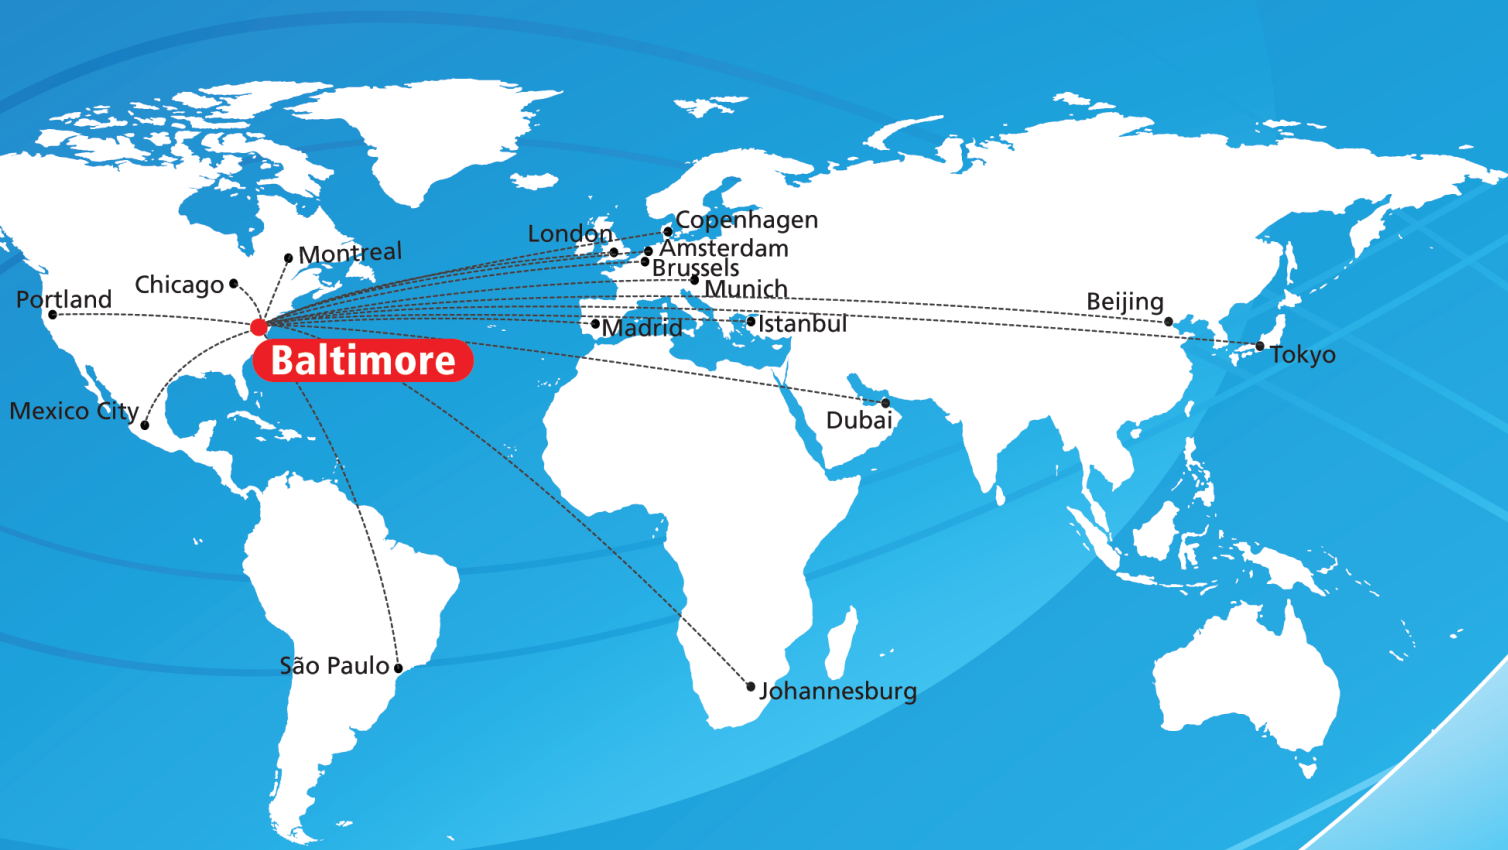 Copenhagen
London
Amsterdam
Montreal
Brussels
Chicago
Munich
Portland
Beijing
Madrid
Istanbul
Tokyo
Baltimore
Mexico City
Dubai
São Paulo
Johannesburg